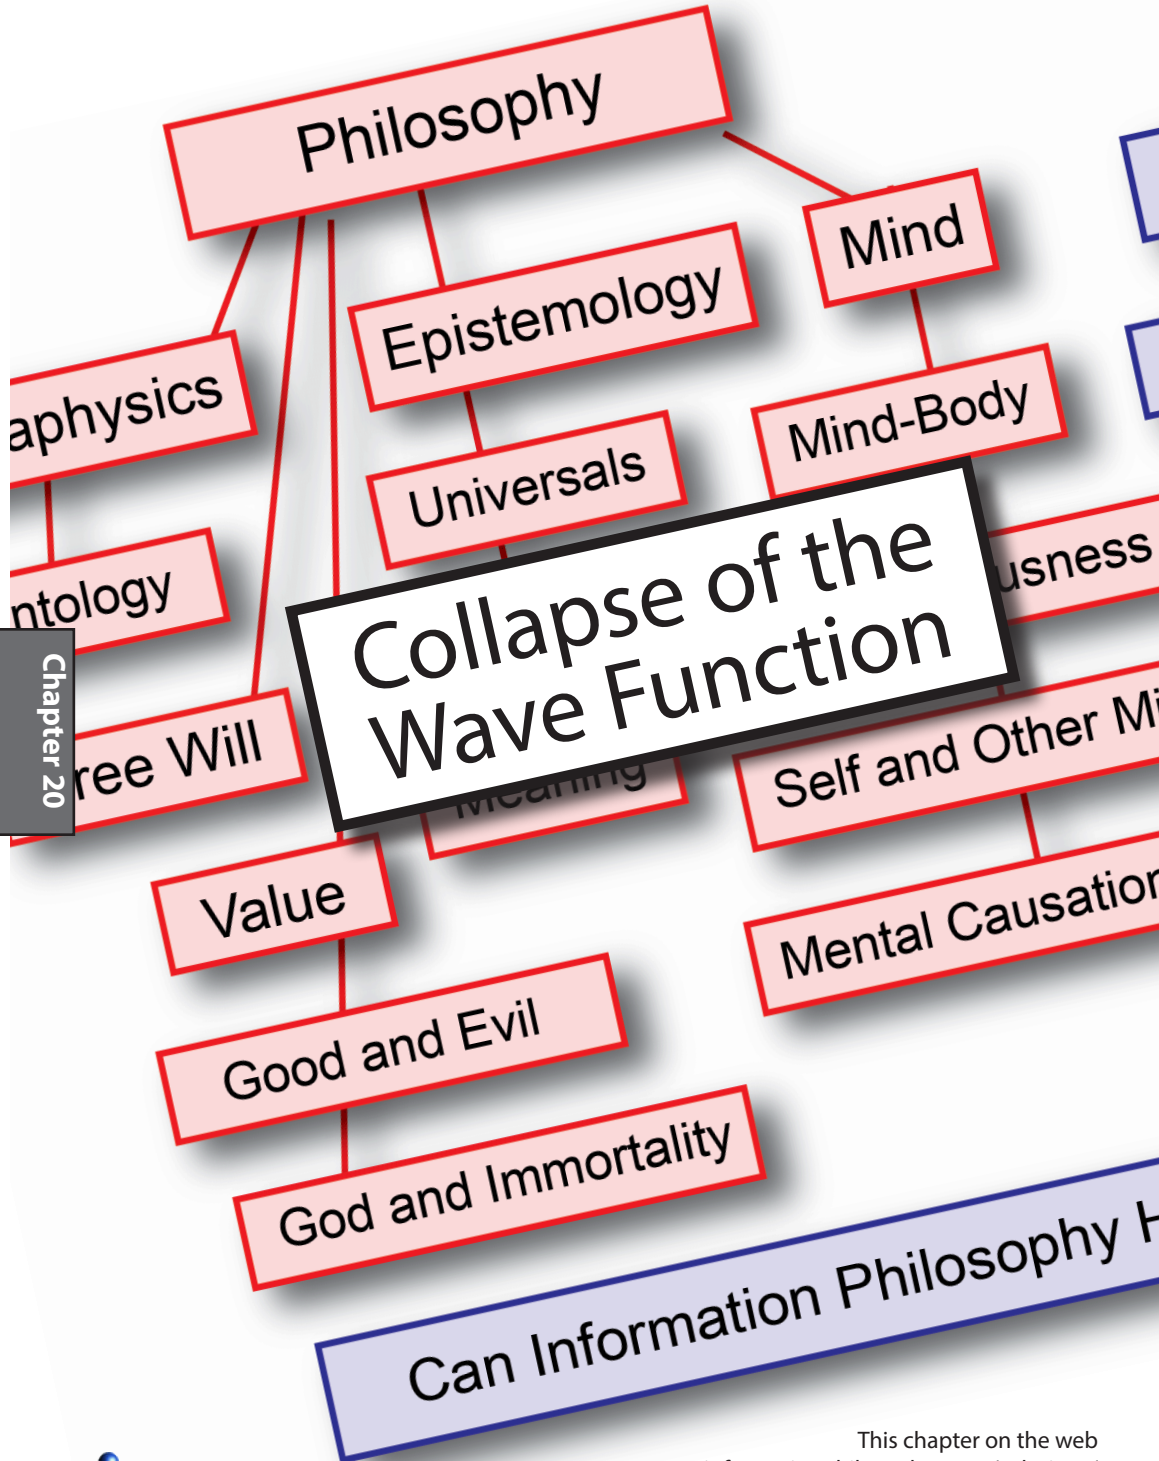 Philosophy
Mind
Epistemology
aphysics
Mind-Body
Universals
Collapse of the
Wave Function
usness
ntology
Chapter 20
ree Will
Meaning
Self and Other Mi
Value
Mental Causation
Good and Evil
God and Immortality
Can Information Philosophy H
This chapter on the web